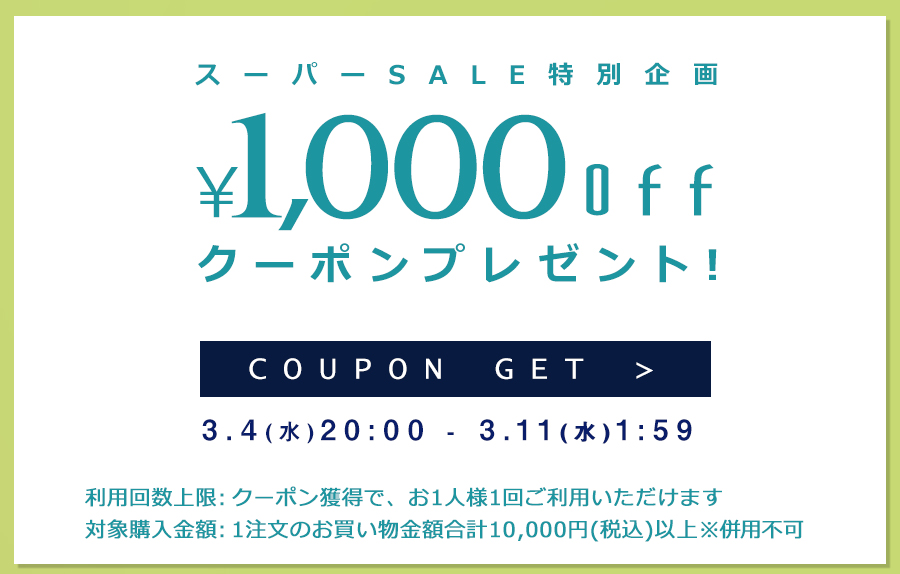 スーパーSALE特別企画
¥1,000 Off
クーポンプレゼント!
COUPON GET >
3.4(水)20:00 - 3.11(水)1:59
利用回数上限: クーポン獲得で、お1人様1回ご利用いただけます
対象購入金額: 1注文のお買い物金額合計10,000円(税込)以上※併用不可